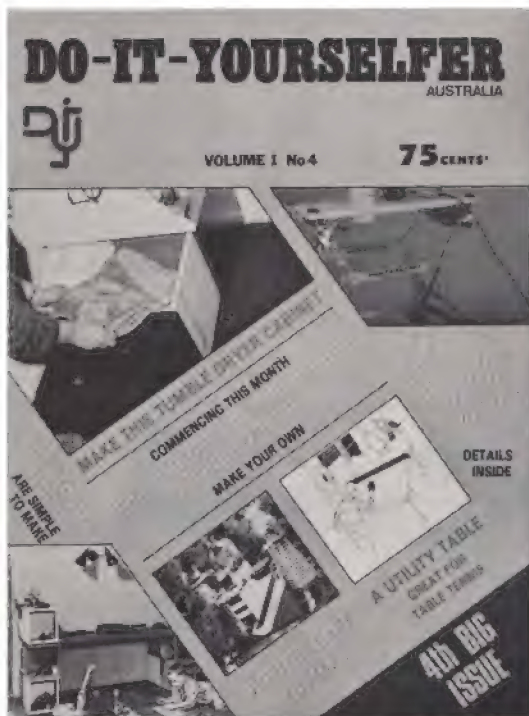 DO-IT-YOURSELFER
AUSTRALIA
DIY
VOLUME I No 4
75 CENTS*
MAKE THIS TUMBLE DRYER CABINET
COMMENCING THIS MONTH
MAKE YOUR OWN
DETAILS
INSIDE
ARE SIMPLE
TO MAKE
A UTILITY TABLE
GREAT FOR
TABLE TENNIS
4th BIG
ISSUE